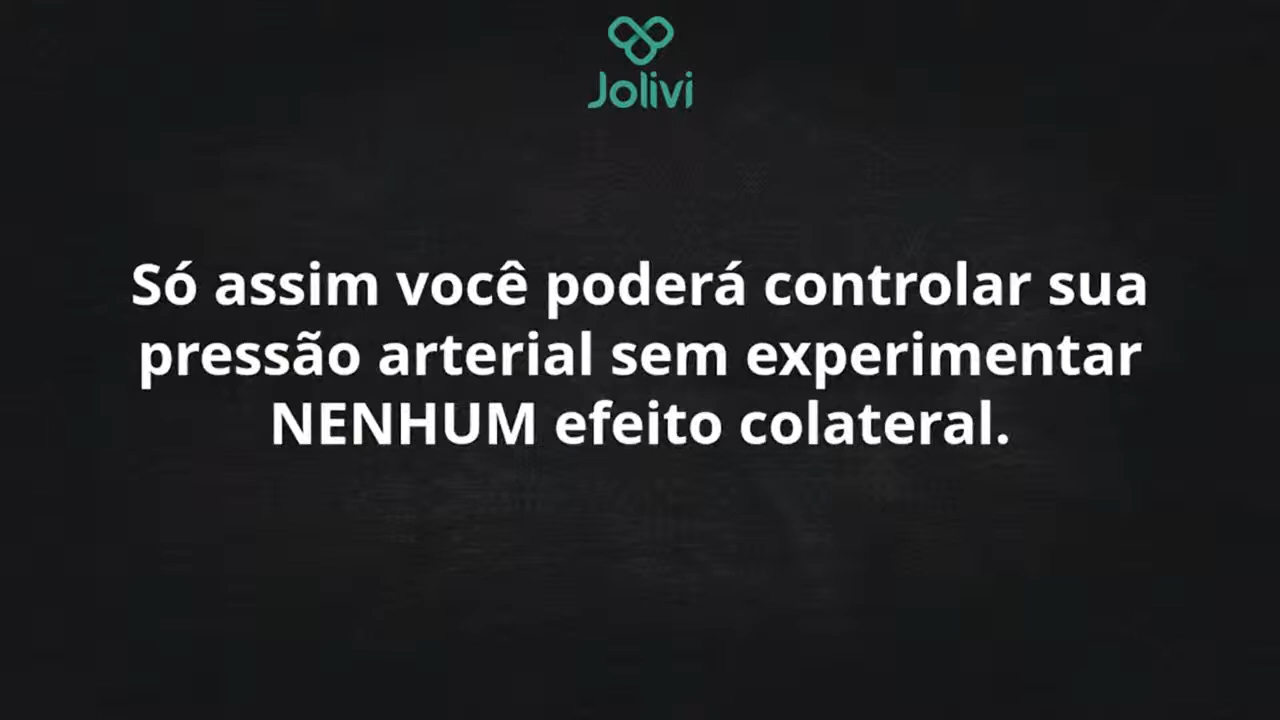 Jolivi
Só assim você poderá controlar sua
pressão arterial sem experimentar
NENHUM efeito colateral.